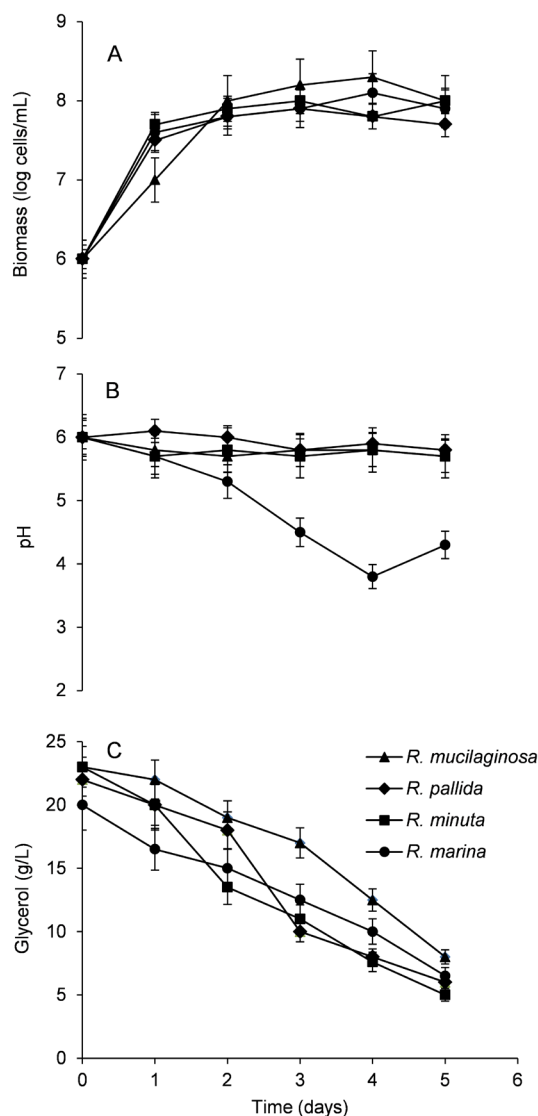 A
Biomass (log cells/mL)
9
8
7
6
5
B
pH
7
6
5
4
3
2
C
Glycerol (g/L)
25
20
15
10
5
0
R. mucilaginosa
R. pallida
R. minuta
R. marina
0 1 2 3 4 5 6
Time (days)